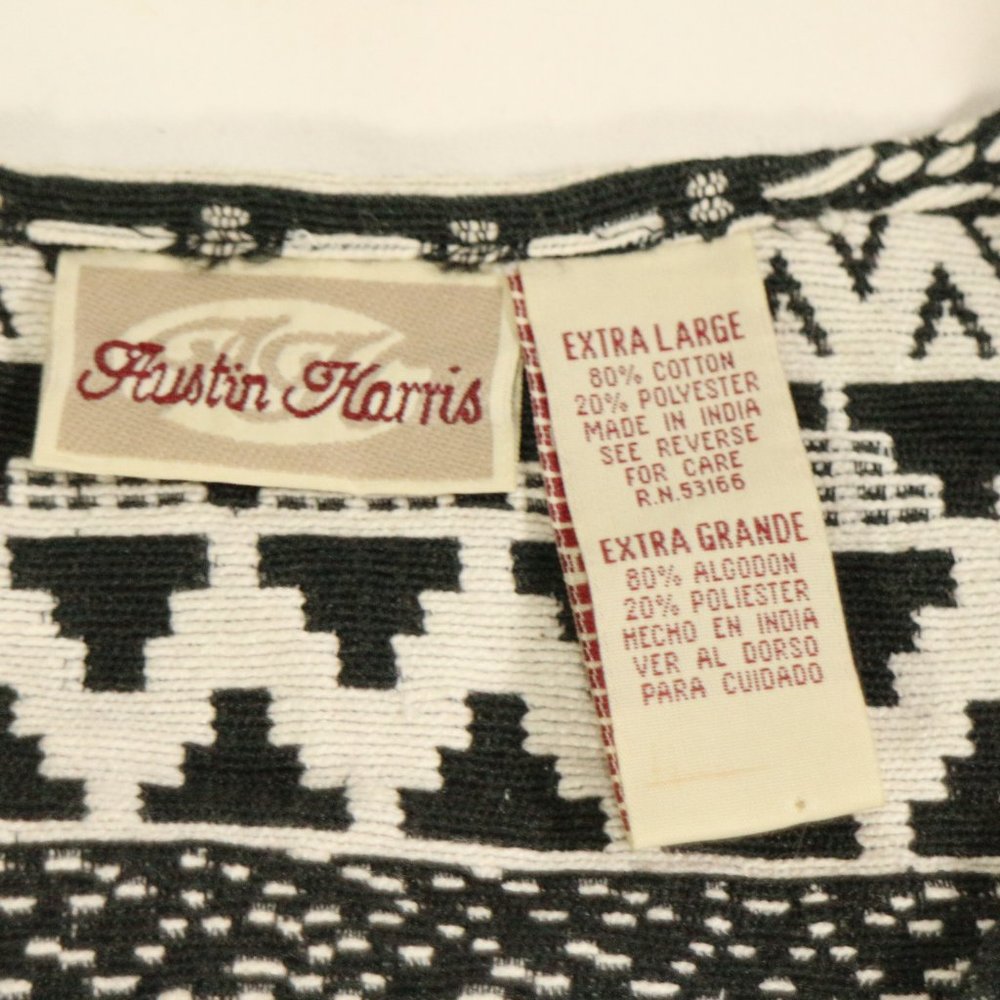 Austin Harris
EXTRA LARGE
80% COTTON
20% POLYESTER
MADE IN INDIA
SEE REVERSE
FOR CARE
R.N.53166
EXTRA GRANDE
80% ALGODON
20% POLIESTER
HECHO EN INDIA
VER AL DORSO
PARA CUIDADO